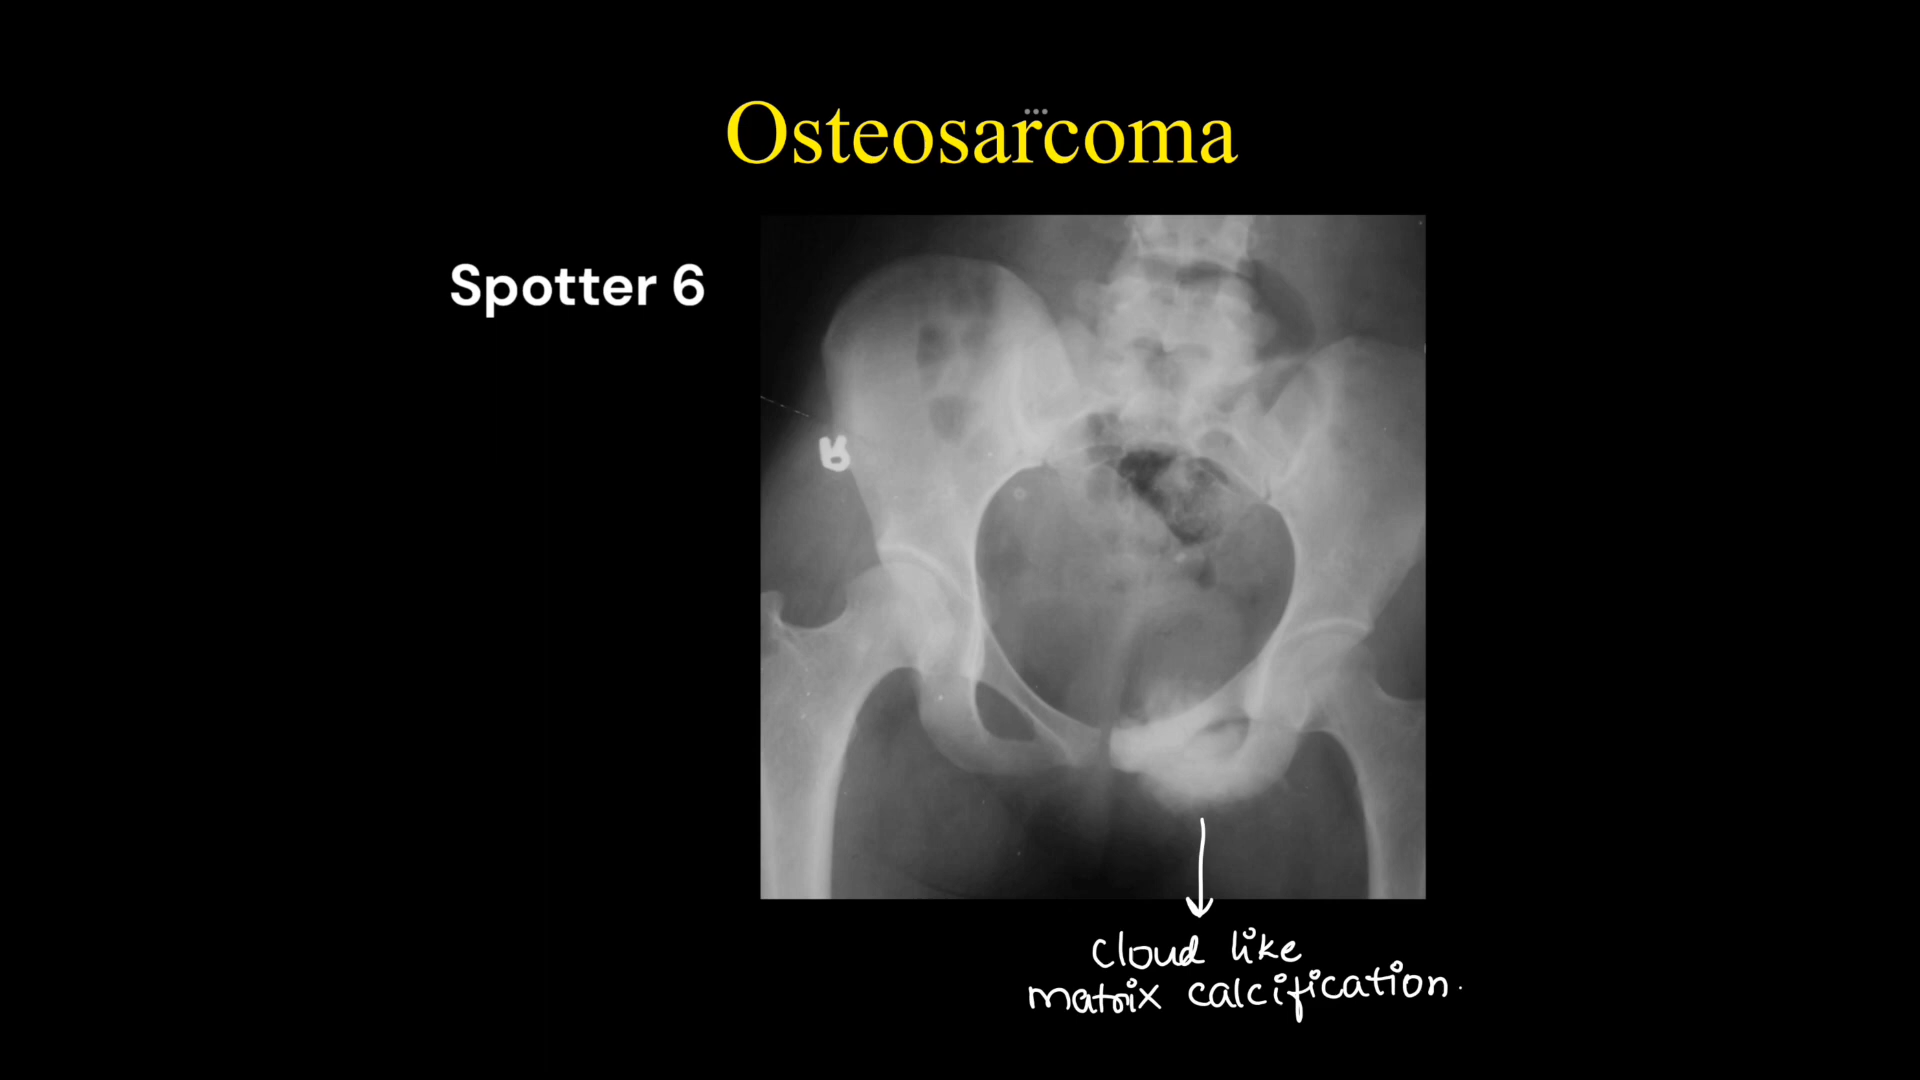 Osteosarcoma
Spotter 6
R
cloud like
matrix calcification.